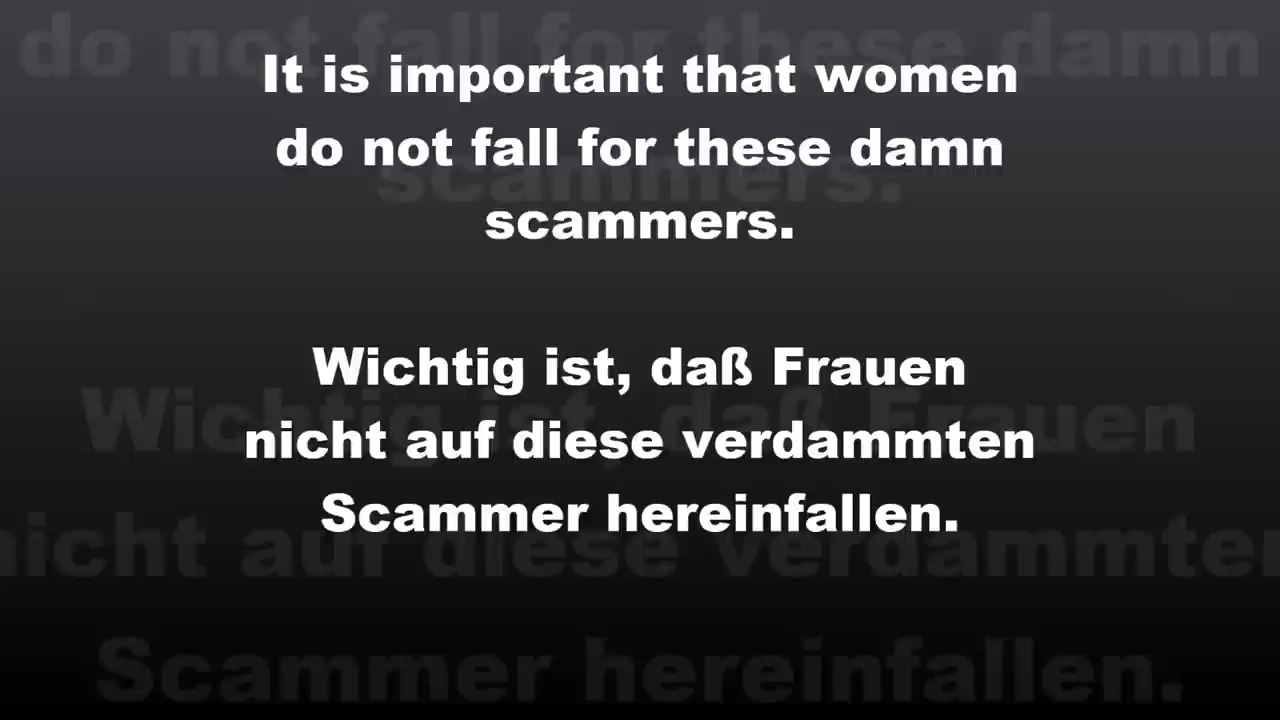 It is important that women
do not fall for these damn
scammers.
Wichtig ist, daß Frauen
nicht auf diese verdammten
Scammer hereinfallen.